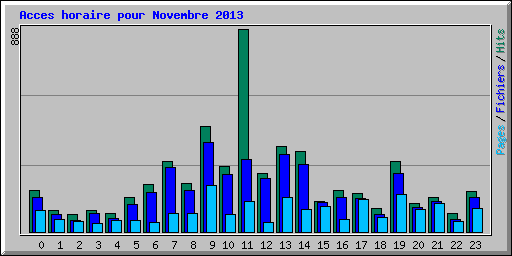 Acces horaire pour Novembre 2013
888
Pages / Fichiers / Hits
0 1 2 3 4 5 6 7 8 9 10 11 12 13 14 15 16 17 18 19 20 21 22 23